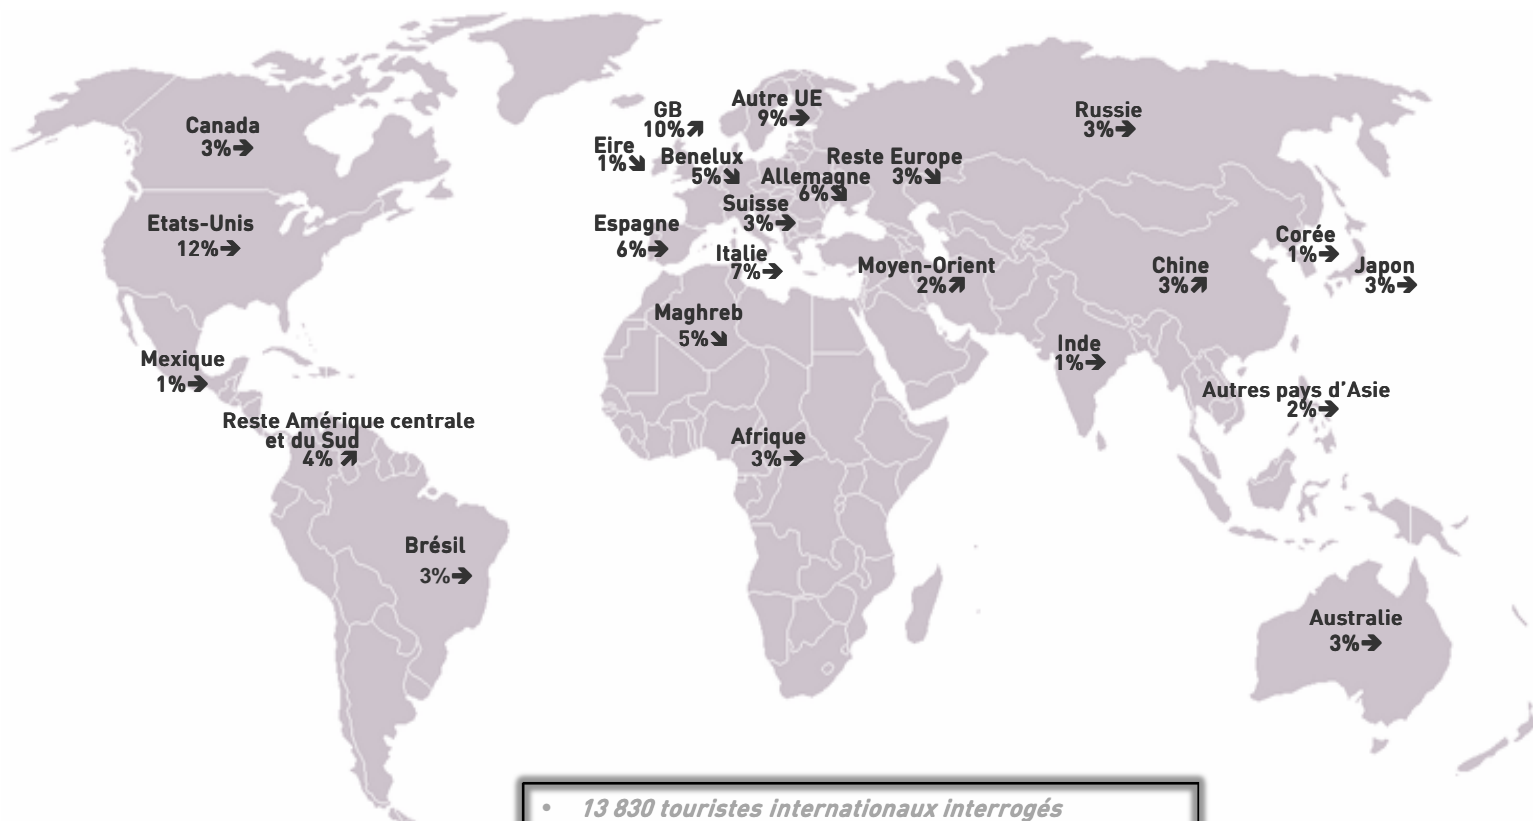 Canada
3%
Etats-Unis
12%
Mexique
1%
Reste Amérique centrale
et du Sud
4%
Brésil
3%
GB
10%
Eire
1%
Autre UE
9%
Benelux
5%
Reste Europe
3%
Allemagne
6%
Suisse
3%
Espagne
6%
Italie
7%
Maghreb
5%
Afrique
3%
Moyen-Orient
2%
Russie
3%
Chine
3%
Corée
1%
Japon
3%
Inde
1%
Autres pays d'Asie
2%
Australie
3%
• 13 830 touristes internationaux interrogés